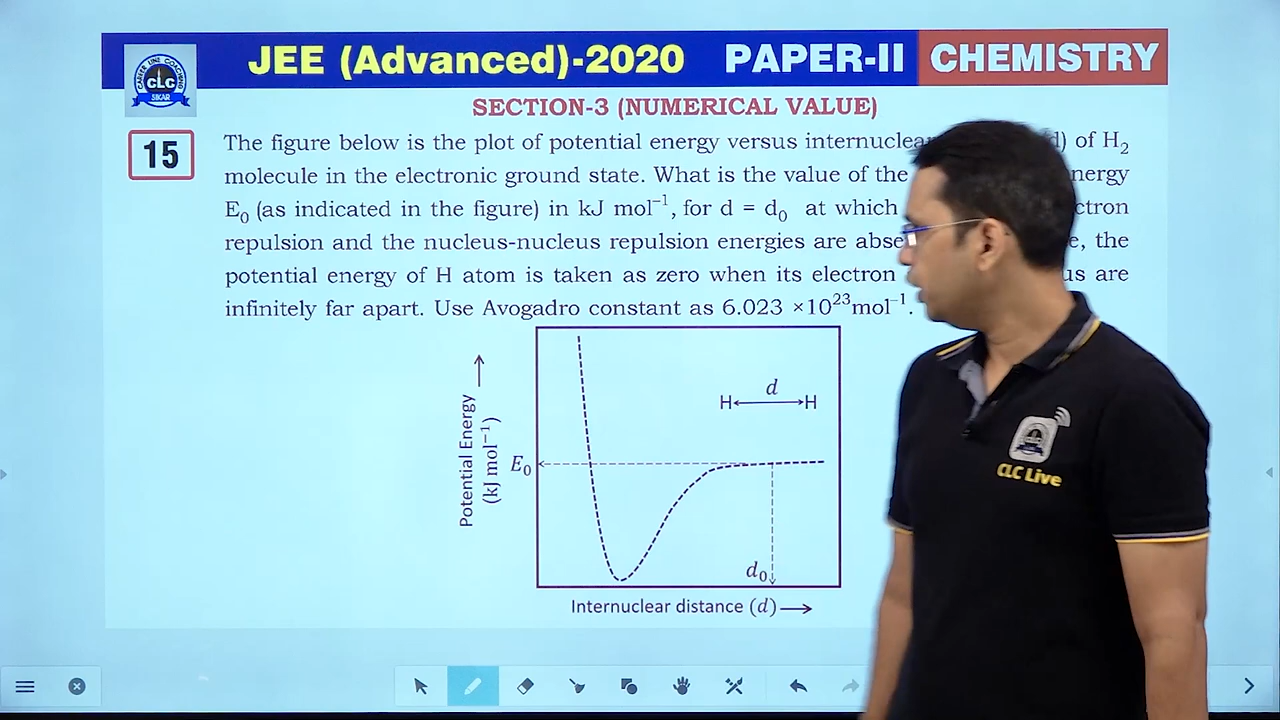 JEE (Advanced)-2020 PAPER-II CHEMISTRY
CLC
SIKAR
SECTION-3 (NUMERICAL VALUE)
15
The figure below is the plot of potential energy versus internuclear d) of H₂
molecule in the electronic ground state. What is the value of the
E₀ (as indicated in the figure) in kJ mol⁻¹, for d = d₀ at which
repulsion and the nucleus-nucleus repulsion energies are the
potential energy of H atom is taken as zero when its electron are
infinitely far apart. Use Avogadro constant as 6.023 ×10²³mol⁻¹.
Potential Energy
(kJ mol⁻¹)
H d H
E₀
d₀
Internuclear distance (d)
CLC Live